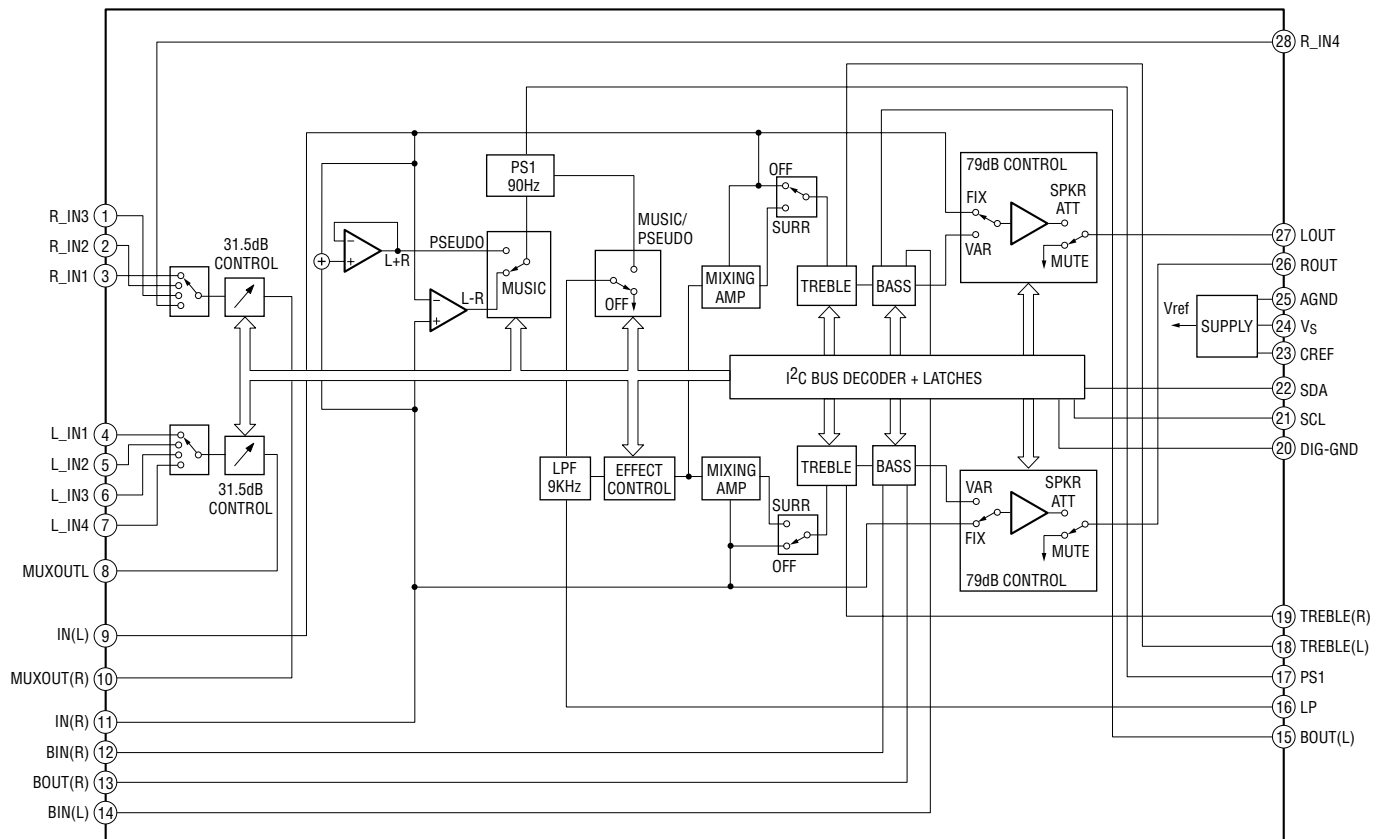 28 R_IN4
PS1
90Hz
OFF
SURR
79dB CONTROL
FIX
VAR
SPKR
ATT
MUTE
1 R_IN3
2 R_IN2
3 R_IN1
31.5dB
CONTROL
−
+
+
L+R
PSEUDO
MUSIC
−
+
L-R
MUSIC/
PSEUDO
OFF
MIXING
AMP
TREBLE
BASS
27 LOUT
26 ROUT
25 AGND
24 VS
23 CREF
Vref
SUPPLY
I2C BUS DECODER + LATCHES
22 SDA
21 SCL
20 DIG-GND
L_IN1 4
L_IN2 5
L_IN3 6
L_IN4 7
31.5dB
CONTROL
LPF
9KHz
EFFECT
CONTROL
MIXING
AMP
SURR
OFF
TREBLE
BASS
VAR
FIX
SPKR
ATT
MUTE
79dB CONTROL
MUXOUTL 8
IN(L) 9
MUXOUT(R) 10
IN(R) 11
BIN(R) 12
BOUT(R) 13
BIN(L) 14
19 TREBLE(R)
18 TREBLE(L)
17 PS1
16 LP
15 BOUT(L)